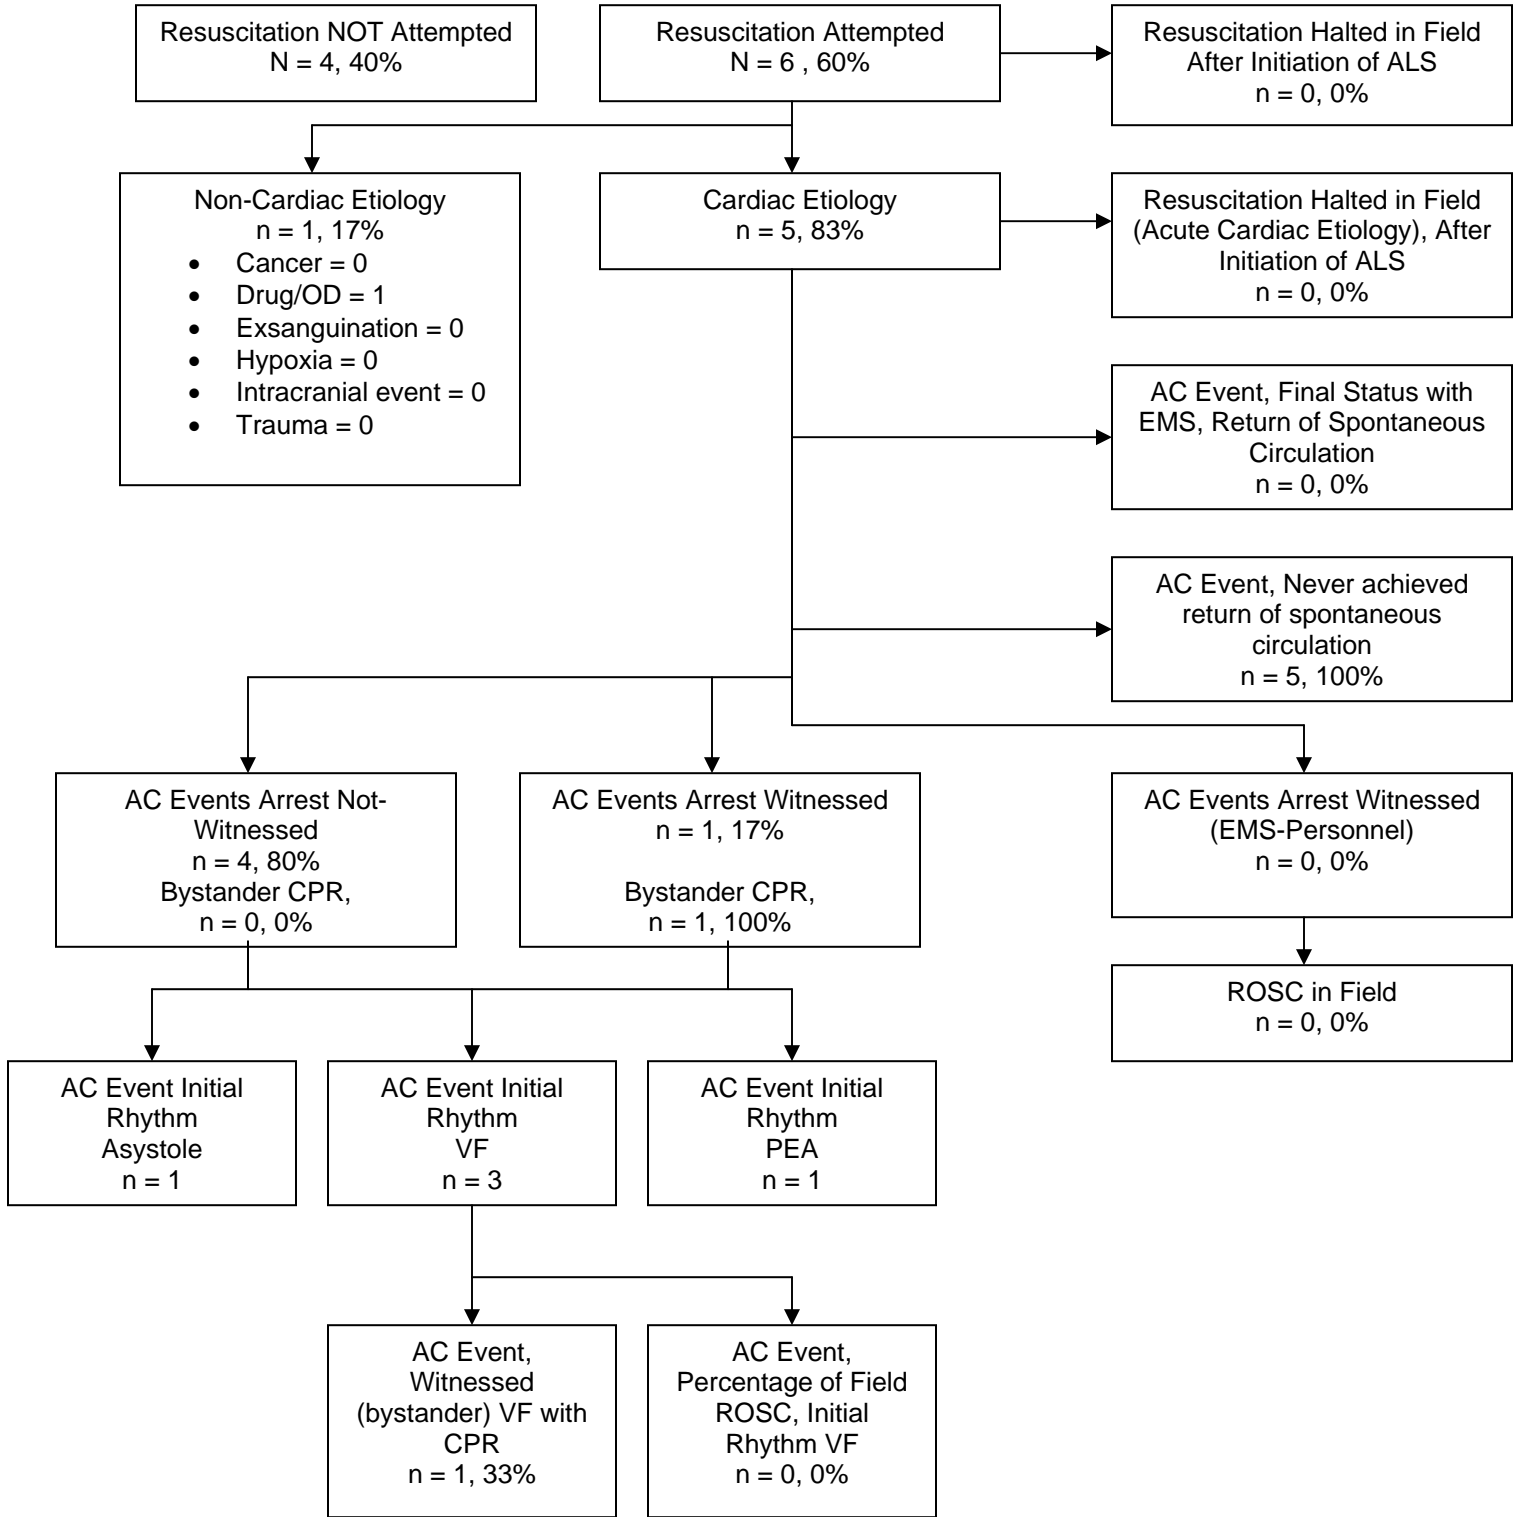 Resuscitation NOT Attempted
N = 4, 40%
Resuscitation Attempted
N = 6 , 60%
Resuscitation Halted in Field
After Initiation of ALS
n = 0, 0%
Non-Cardiac Etiology
n = 1, 17%
• Cancer = 0
• Drug/OD = 1
• Exsanguination = 0
• Hypoxia = 0
• Intracranial event = 0
• Trauma = 0
Cardiac Etiology
n = 5, 83%
Resuscitation Halted in Field
(Acute Cardiac Etiology), After
Initiation of ALS
n = 0, 0%
AC Event, Final Status with
EMS, Return of Spontaneous
Circulation
n = 0, 0%
AC Event, Never achieved
return of spontaneous
circulation
n = 5, 100%
AC Events Arrest Not-
Witnessed
n = 4, 80%
Bystander CPR,
n = 0, 0%
AC Events Arrest Witnessed
n = 1, 17%
Bystander CPR,
n = 1, 100%
AC Events Arrest Witnessed
(EMS-Personnel)
n = 0, 0%
ROSC in Field
n = 0, 0%
AC Event Initial
Rhythm
Asystole
n = 1
AC Event Initial
Rhythm
VF
n = 3
AC Event Initial
Rhythm
PEA
n = 1
AC Event,
Witnessed
(bystander) VF with
CPR
n = 1, 33%
AC Event,
Percentage of Field
ROSC, Initial
Rhythm VF
n = 0, 0%